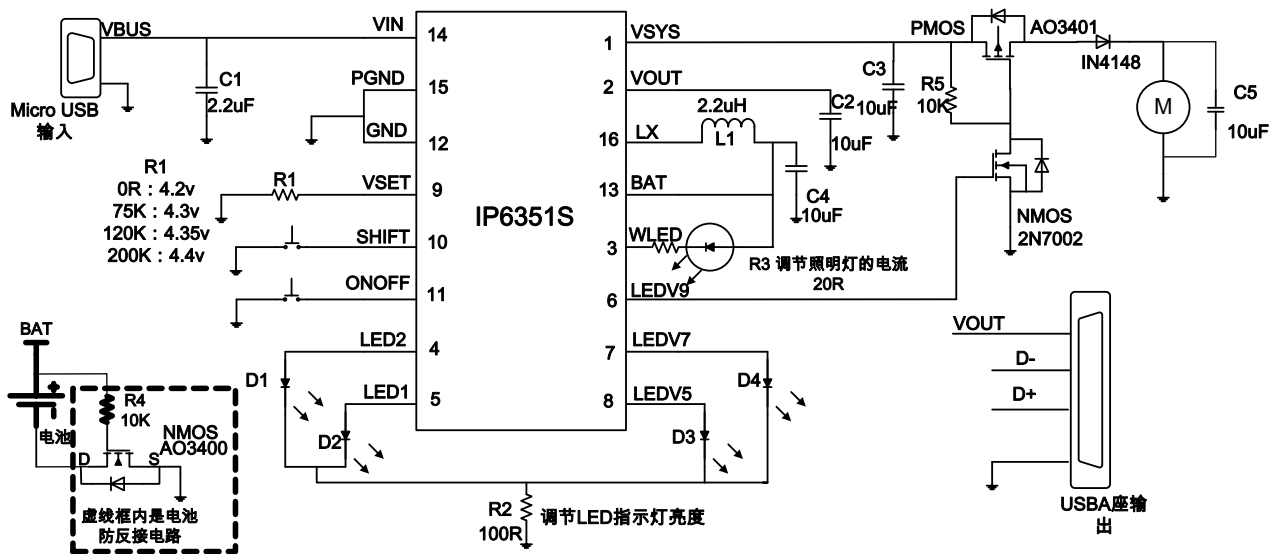 VBUS
VIN
14
Micro USB
输入
C1
2.2uF
PGND
15
GND
12
R1
0R : 4.2v
75K : 4.3v
120K : 4.35v
200K : 4.4v
R1
VSET
9
SHIFT
10
ONOFF
11
LED2
4
LED1
5
IP6351S
1
VSYS
2
VOUT
16
LX
2.2uH
L1
13
BAT
3
WLED
6
LEDV9
7
LEDV7
8
LEDV5
C2
10uF
C3
10uF
C4
10uF
R3 调节照明灯的电流
20R
PMOS
AO3401
R5
10K
IN4148
M
C5
10uF
NMOS
2N7002
BAT
+
-
电池
R4
10K
NMOS
AO3400
D
S
虚线框内是电池
防反接电路
D1
D2
D3
D4
R2
100R
调节LED指示灯亮度
VOUT
D-
D+
USBA座输
出